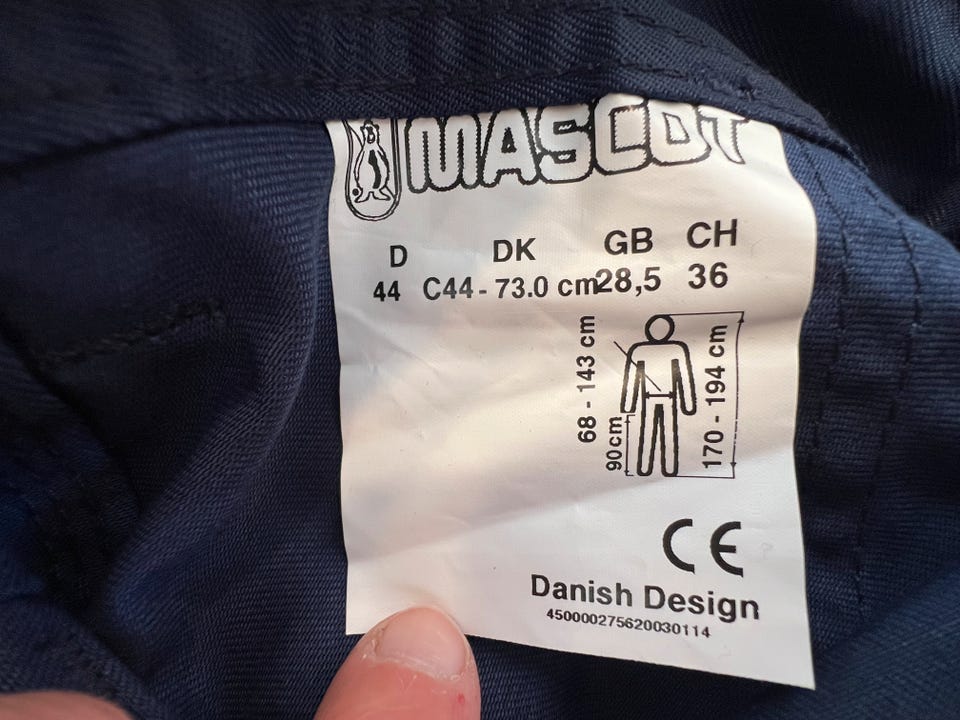 MASCOT
D DK GB CH
44 C44 - 73.0 cm 28,5 36
68 - 143 cm
90cm
170 - 194 cm
CE
Danish Design
450000275620030114